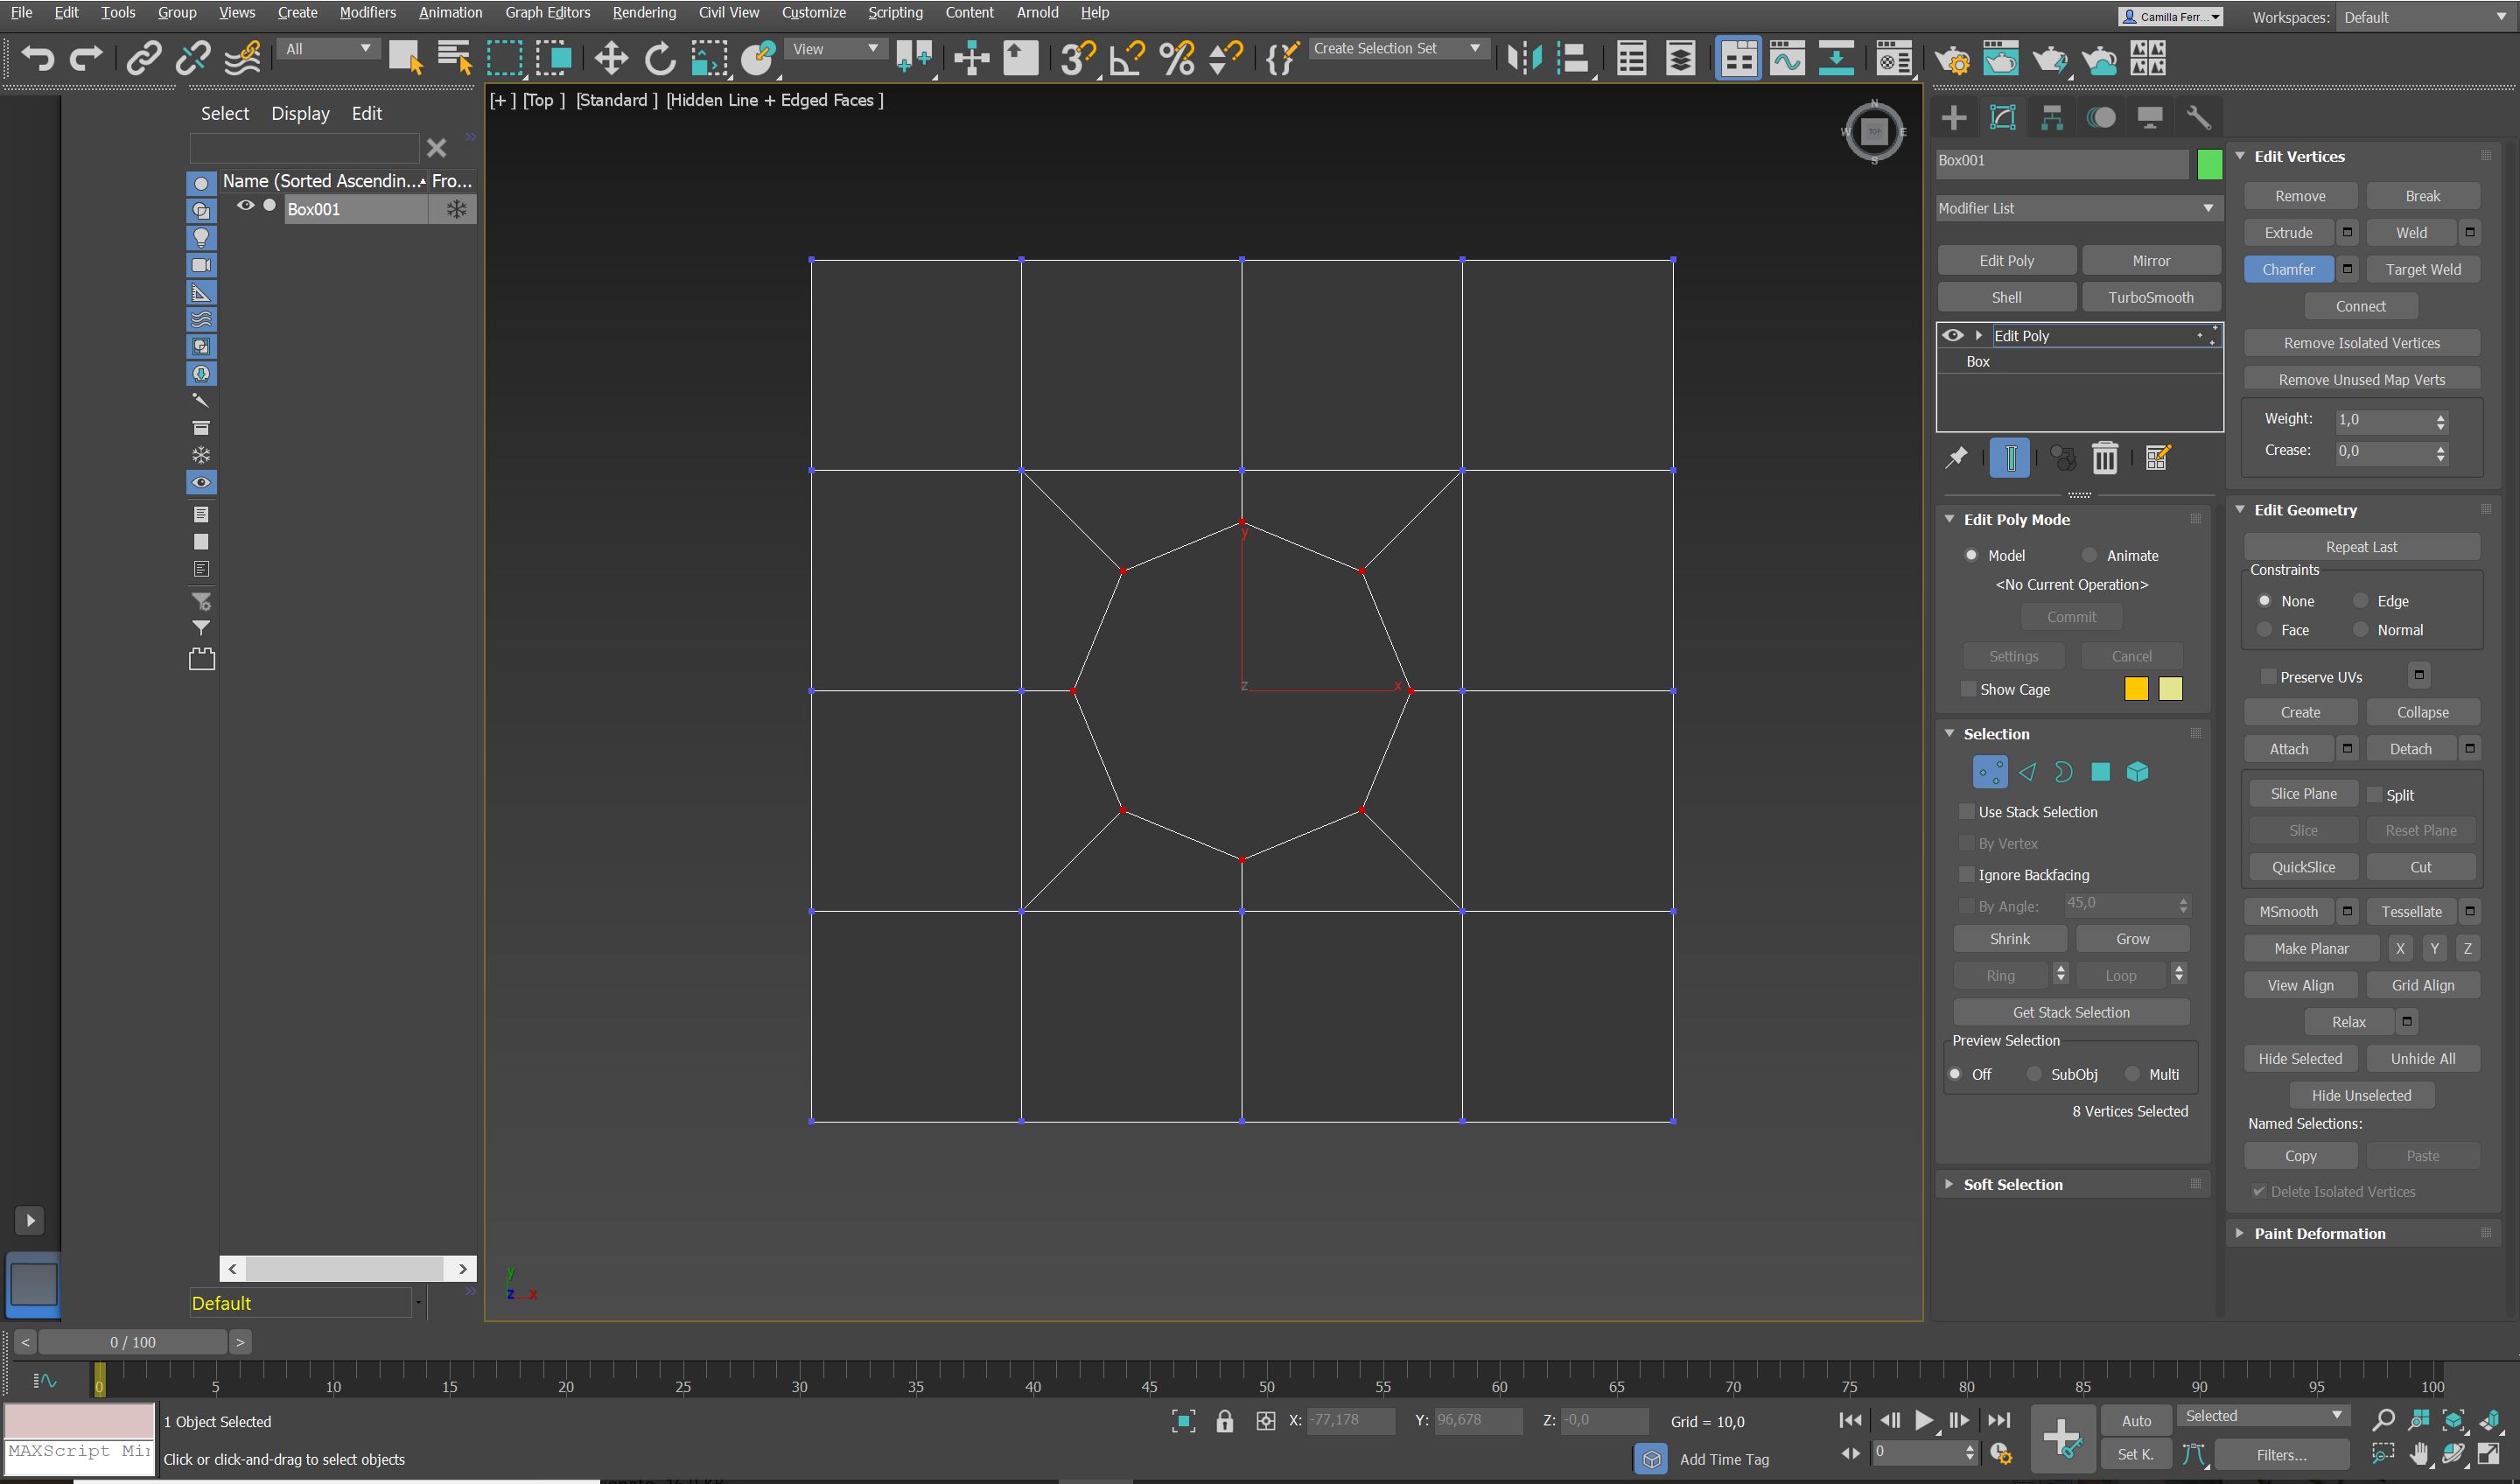 File Edit Tools Group Views Create Modifiers Animation Graph Editors Rendering Civil View Customize Scripting Content Arnold Help
Camilla Ferr...
Workspaces: Default
All
View
Create Selection Set
Select Display Edit
Name (Sorted Ascendin... Fro...
Box001
Default
[+ ] [Top ] [Standard ] [Hidden Line + Edged Faces ]
N
W TOP E
S
y
z x
y
z x
Box001
Modifier List
Edit Poly Mirror
Shell TurboSmooth
Edit Poly
Box
Edit Poly Mode
Model Animate
<No Current Operation>
Commit
Settings Cancel
Show Cage
Selection
Use Stack Selection
By Vertex
Ignore Backfacing
By Angle: 45,0
Shrink Grow
Ring Loop
Get Stack Selection
Preview Selection
Off SubObj Multi
8 Vertices Selected
Soft Selection
Edit Vertices
Remove Break
Extrude Weld
Chamfer Target Weld
Connect
Remove Isolated Vertices
Remove Unused Map Verts
Weight: 1,0
Crease: 0,0
Edit Geometry
Repeat Last
Constraints
None Edge
Face Normal
Preserve UVs
Create Collapse
Attach Detach
Slice Plane Split
Slice Reset Plane
QuickSlice Cut
MSmooth Tessellate
Make Planar X Y Z
View Align Grid Align
Relax
Hide Selected Unhide All
Hide Unselected
Named Selections:
Copy Paste
Delete Isolated Vertices
Paint Deformation
< 0 / 100 >
0 5 10 15 20 25 30 35 40 45 50 55 60 65 70 75 80 85 90 95 100
1 Object Selected
X: -77,178 Y: 96,678 Z: -0,0 Grid = 10,0
Auto Selected
MAXScript Mi
Click or click-and-drag to select objects
Add Time Tag
0
Set K. Filters...